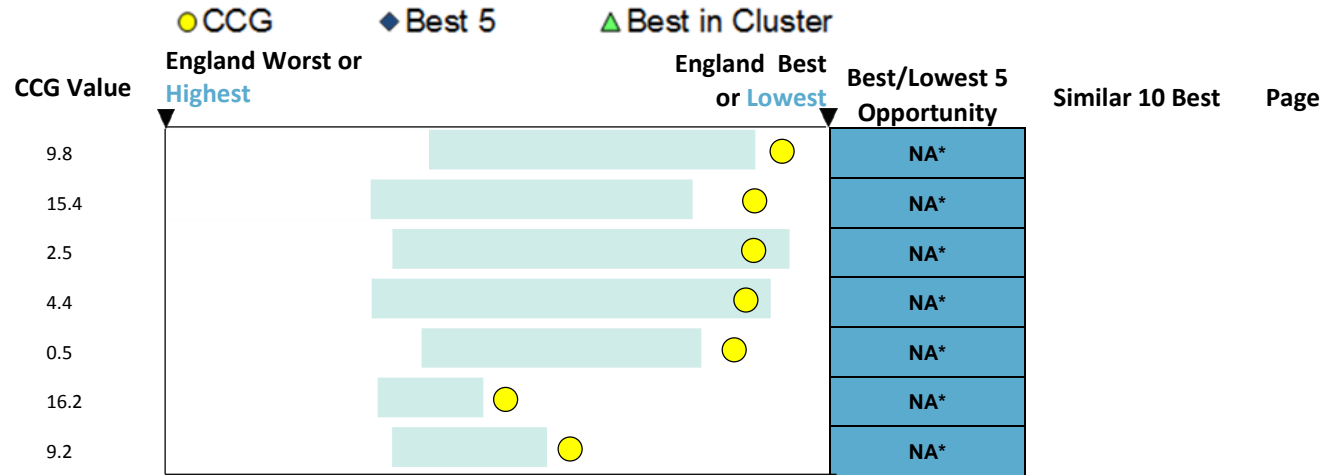 CCG Best 5 Best in Cluster
CCG Value
England Worst or
Highest
England Best
or Lowest
Best/Lowest 5
Opportunity
Similar 10 Best
Page
9.8 NA*
15.4 NA*
2.5 NA*
4.4 NA*
0.5 NA*
16.2 NA*
9.2 NA*